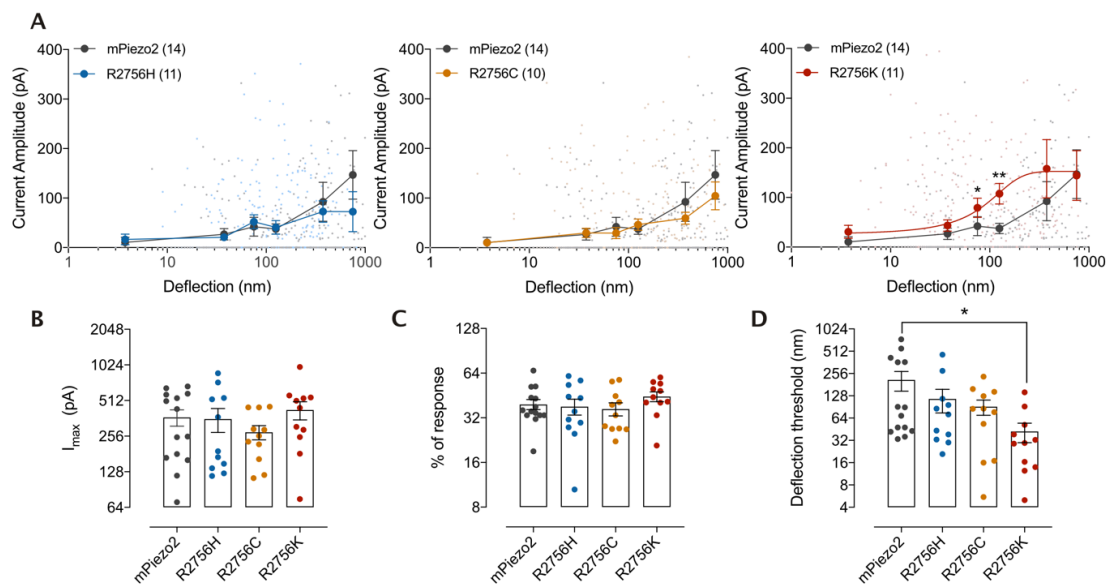 A
mPiezo2 (14)
R2756H (11)
Current Amplitude (pA)
400
300
200
100
0
1
10
100
1000
Deflection (nm)
mPiezo2 (14)
R2756C (10)
Current Amplitude (pA)
400
300
200
100
0
1
10
100
1000
Deflection (nm)
mPiezo2 (14)
R2756K (11)
Current Amplitude (pA)
400
300
200
100
0
*
**
1
10
100
1000
Deflection (nm)
B
Imax (pA)
2048
1024
512
256
128
64
mPiezo2
R2756H
R2756C
R2756K
C
% of response
128
64
32
16
8
mPiezo2
R2756H
R2756C
R2756K
D
Deflection threshold (nm)
1024
512
256
128
64
32
16
8
4
*
mPiezo2
R2756H
R2756C
R2756K